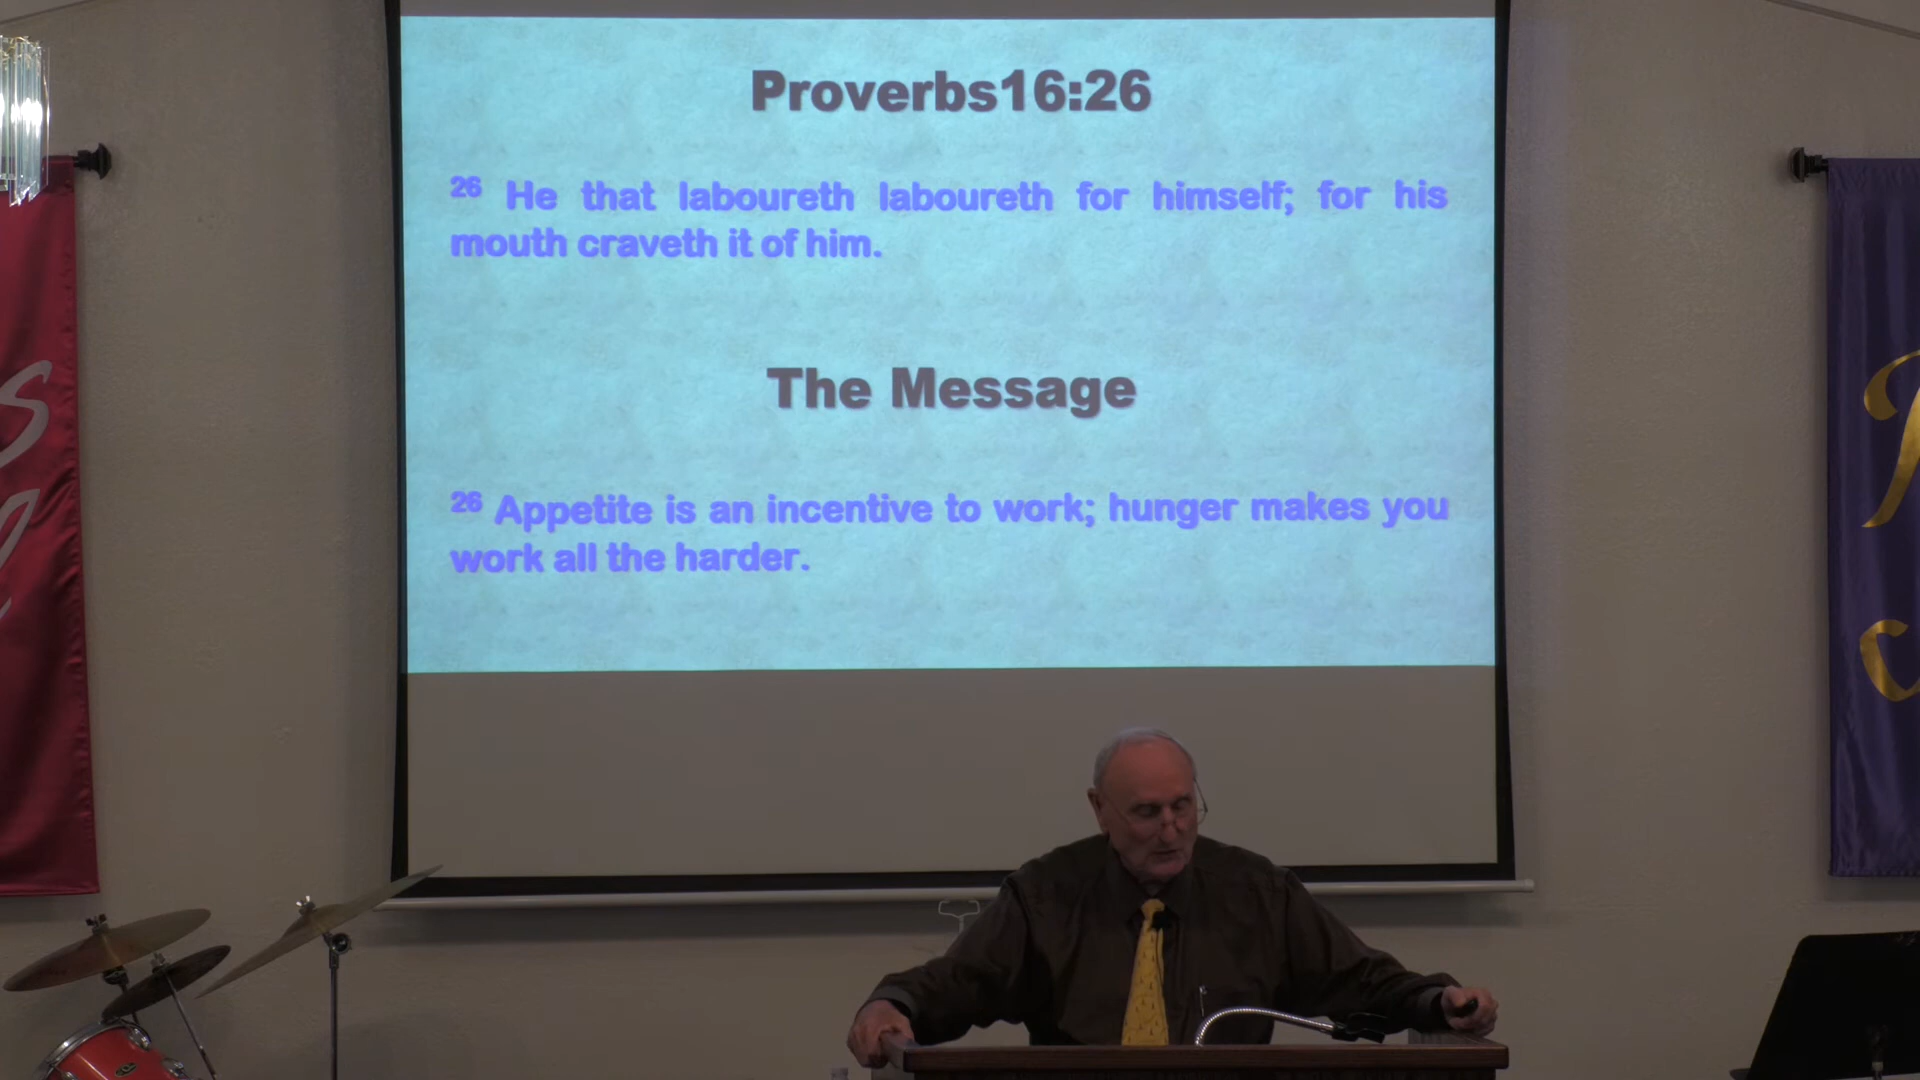 Proverbs16:26
26 He that laboureth laboureth for himself; for his
mouth craveth it of him.
The Message
26 Appetite is an incentive to work; hunger makes you
work all the harder.